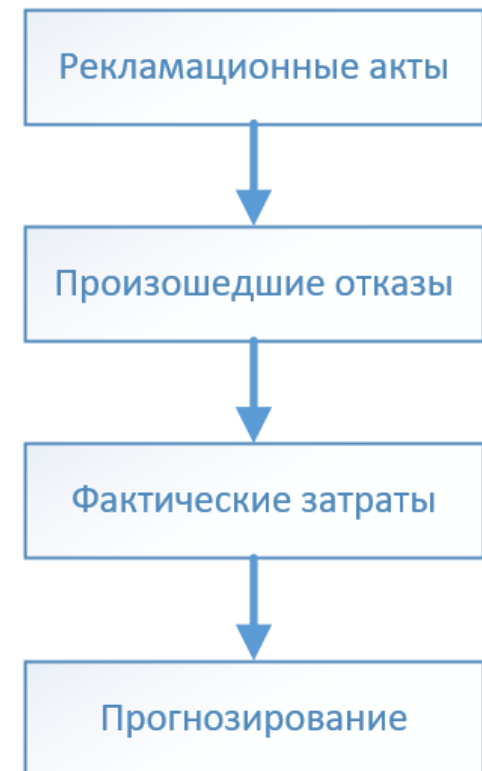 Рекламационные акты
Произошедшие отказы
Фактические затраты
Прогнозирование